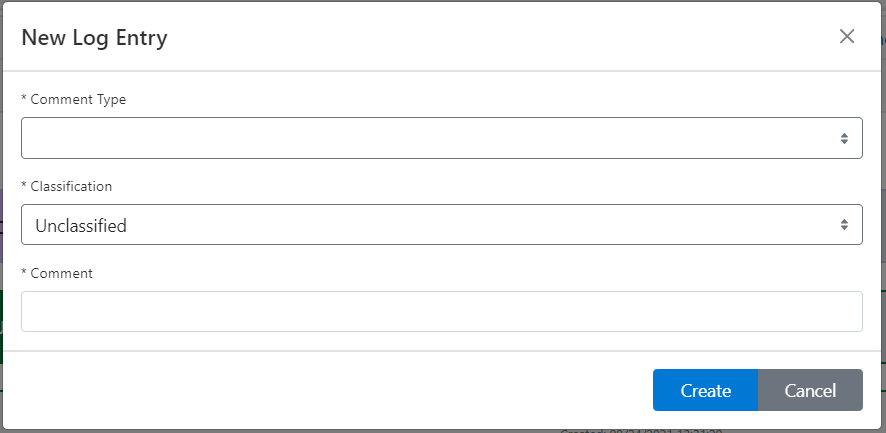 New Log Entry
* Comment Type
* Classification
Unclassified
* Comment
Create Cancel